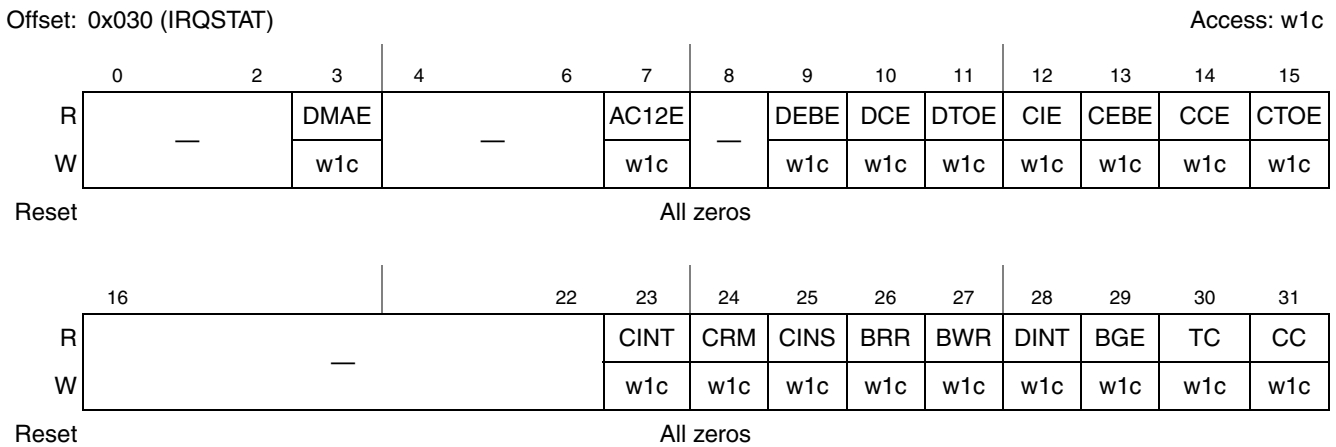 Offset: 0x030 (IRQSTAT) Access: w1c
0 2 3 4 6 7 8 9 10 11 12 13 14 15
R — DMAE — AC12E — DEBE DCE DTOE CIE CEBE CCE CTOE
W w1c w1c w1c w1c w1c w1c w1c w1c w1c
Reset All zeros
16 22 23 24 25 26 27 28 29 30 31
R — CINT CRM CINS BRR BWR DINT BGE TC CC
W w1c w1c w1c w1c w1c w1c w1c w1c w1c
Reset All zeros